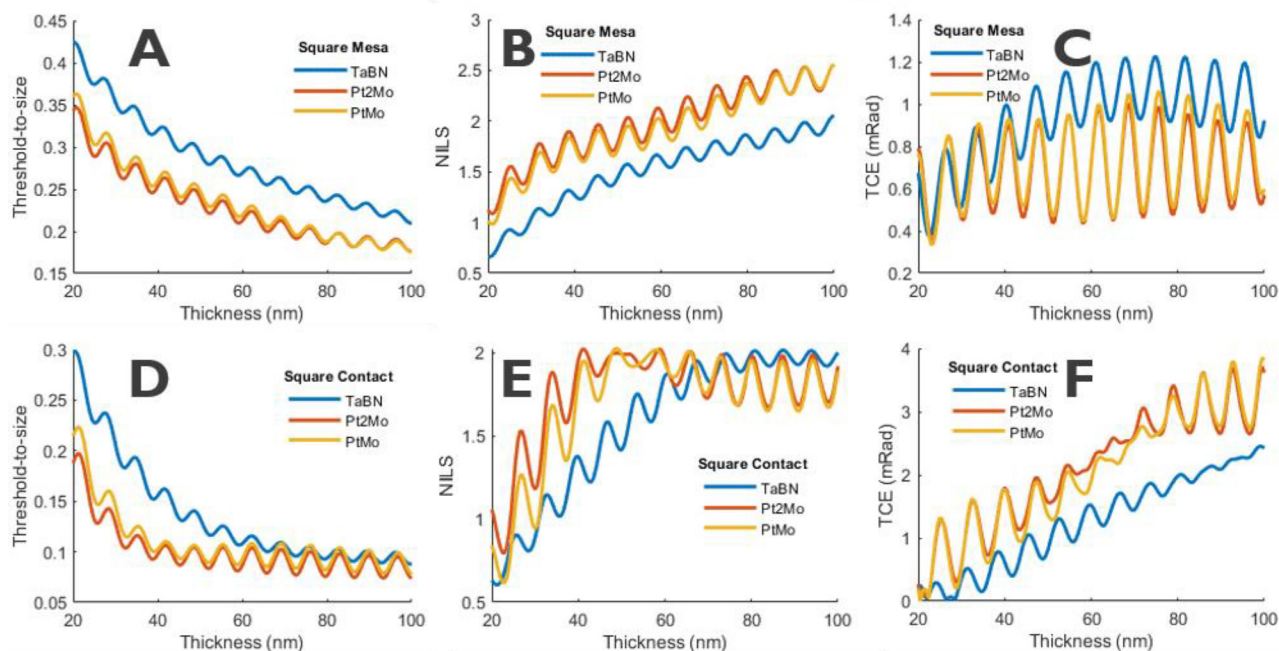 A
0.45
0.4
0.35
0.3
0.25
0.2
0.15
Threshold-to-size
Square Mesa
TaBN
Pt2Mo
PtMo
20 40 60 80 100
Thickness (nm)
B
3
2.5
2
1.5
1
0.5
NILS
Square Mesa
TaBN
Pt2Mo
PtMo
20 40 60 80 100
Thickness (nm)
C
1.4
1.2
1
0.8
0.6
0.4
0.2
TCE (mRad)
Square Mesa
TaBN
Pt2Mo
PtMo
20 40 60 80 100
Thickness (nm)
D
0.3
0.25
0.2
0.15
0.1
0.05
Threshold-to-size
Square Contact
TaBN
Pt2Mo
PtMo
20 40 60 80 100
Thickness (nm)
E
2
1.5
1
0.5
NILS
Square Contact
TaBN
Pt2Mo
PtMo
20 40 60 80 100
Thickness (nm)
F
4
3
2
1
0
TCE (mRad)
Square Contact
TaBN
Pt2Mo
PtMo
20 40 60 80 100
Thickness (nm)